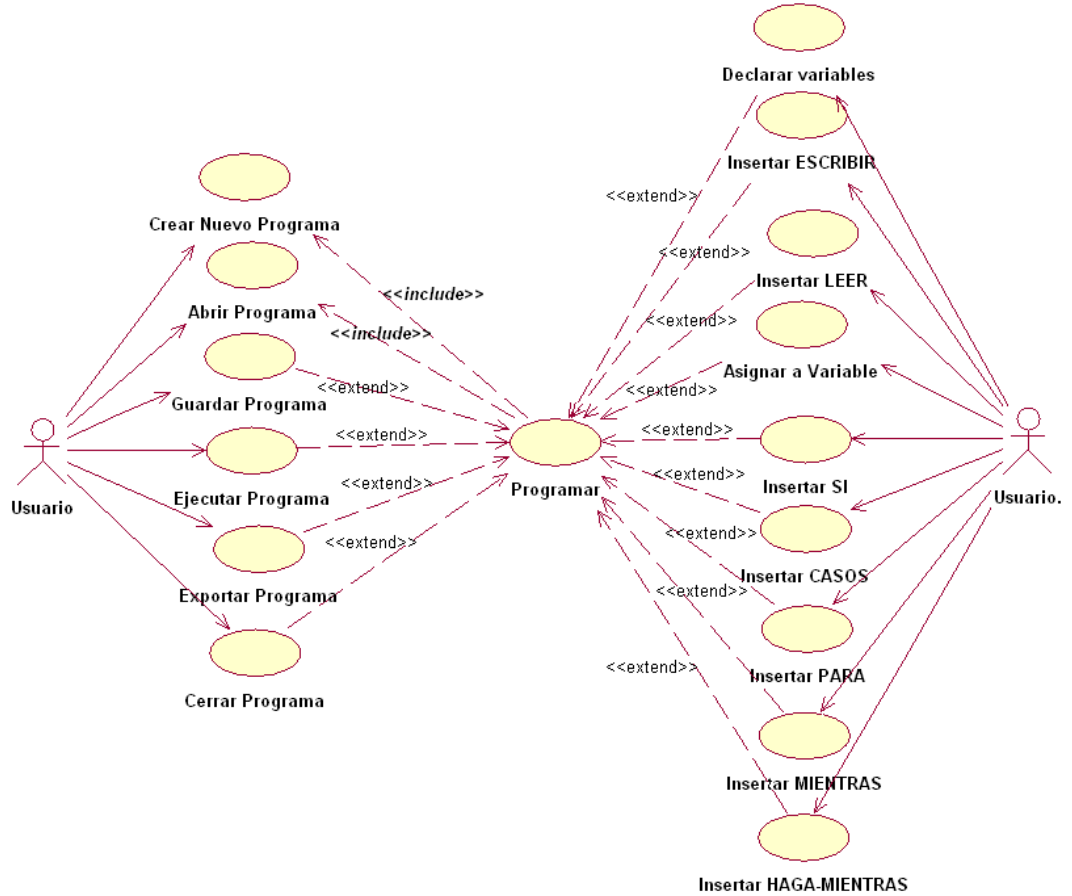 Declarar variables
Insertar ESCRIBIR
<<extend>>
Crear Nuevo Programa
<<extend>>
Insertar LEER
<<include>>
Abrir Programa
<<extend>>
<<include>>
Asignar a Variable
<<extend>>
<<extend>>
Guardar Programa
<<extend>>
<<extend>>
Insertar SI
Ejecutar Programa
Programar
Usuario
Usuario.
<<extend>>
<<extend>>
<<extend>>
<<extend>>
Insertar CASOS
Exportar Programa
<<extend>>
Insertar PARA
<<extend>>
Cerrar Programa
Insertar MIENTRAS
Insertar HAGA-MIENTRAS